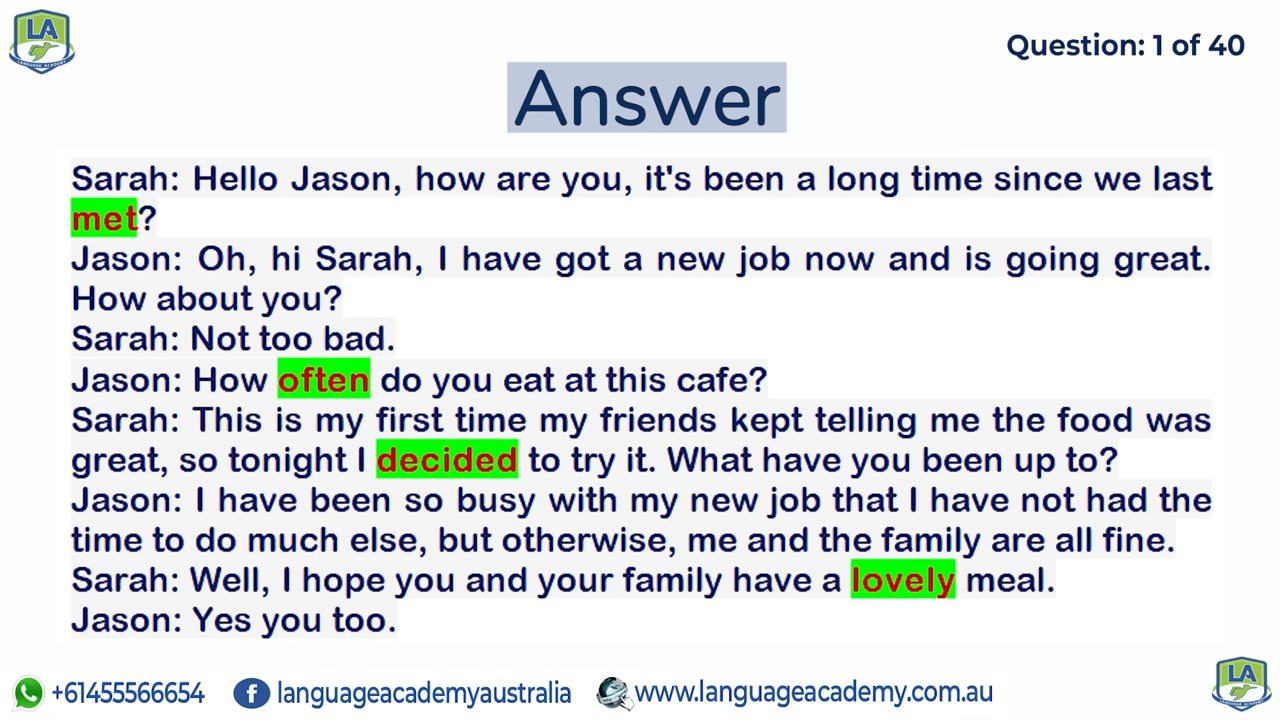 LA
LANGUAGE ACADEMY
Question: 1 of 40
Answer
Sarah: Hello Jason, how are you, it's been a long time since we last
met?
Jason: Oh, hi Sarah, I have got a new job now and is going great.
How about you?
Sarah: Not too bad.
Jason: How often do you eat at this cafe?
Sarah: This is my first time my friends kept telling me the food was
great, so tonight I decided to try it. What have you been up to?
Jason: I have been so busy with my new job that I have not had the
time to do much else, but otherwise, me and the family are all fine.
Sarah: Well, I hope you and your family have a lovely meal.
Jason: Yes you too.
+61455566654 languageacademyaustralia www.languageacademy.com.au
LA
LANGUAGE ACADEMY